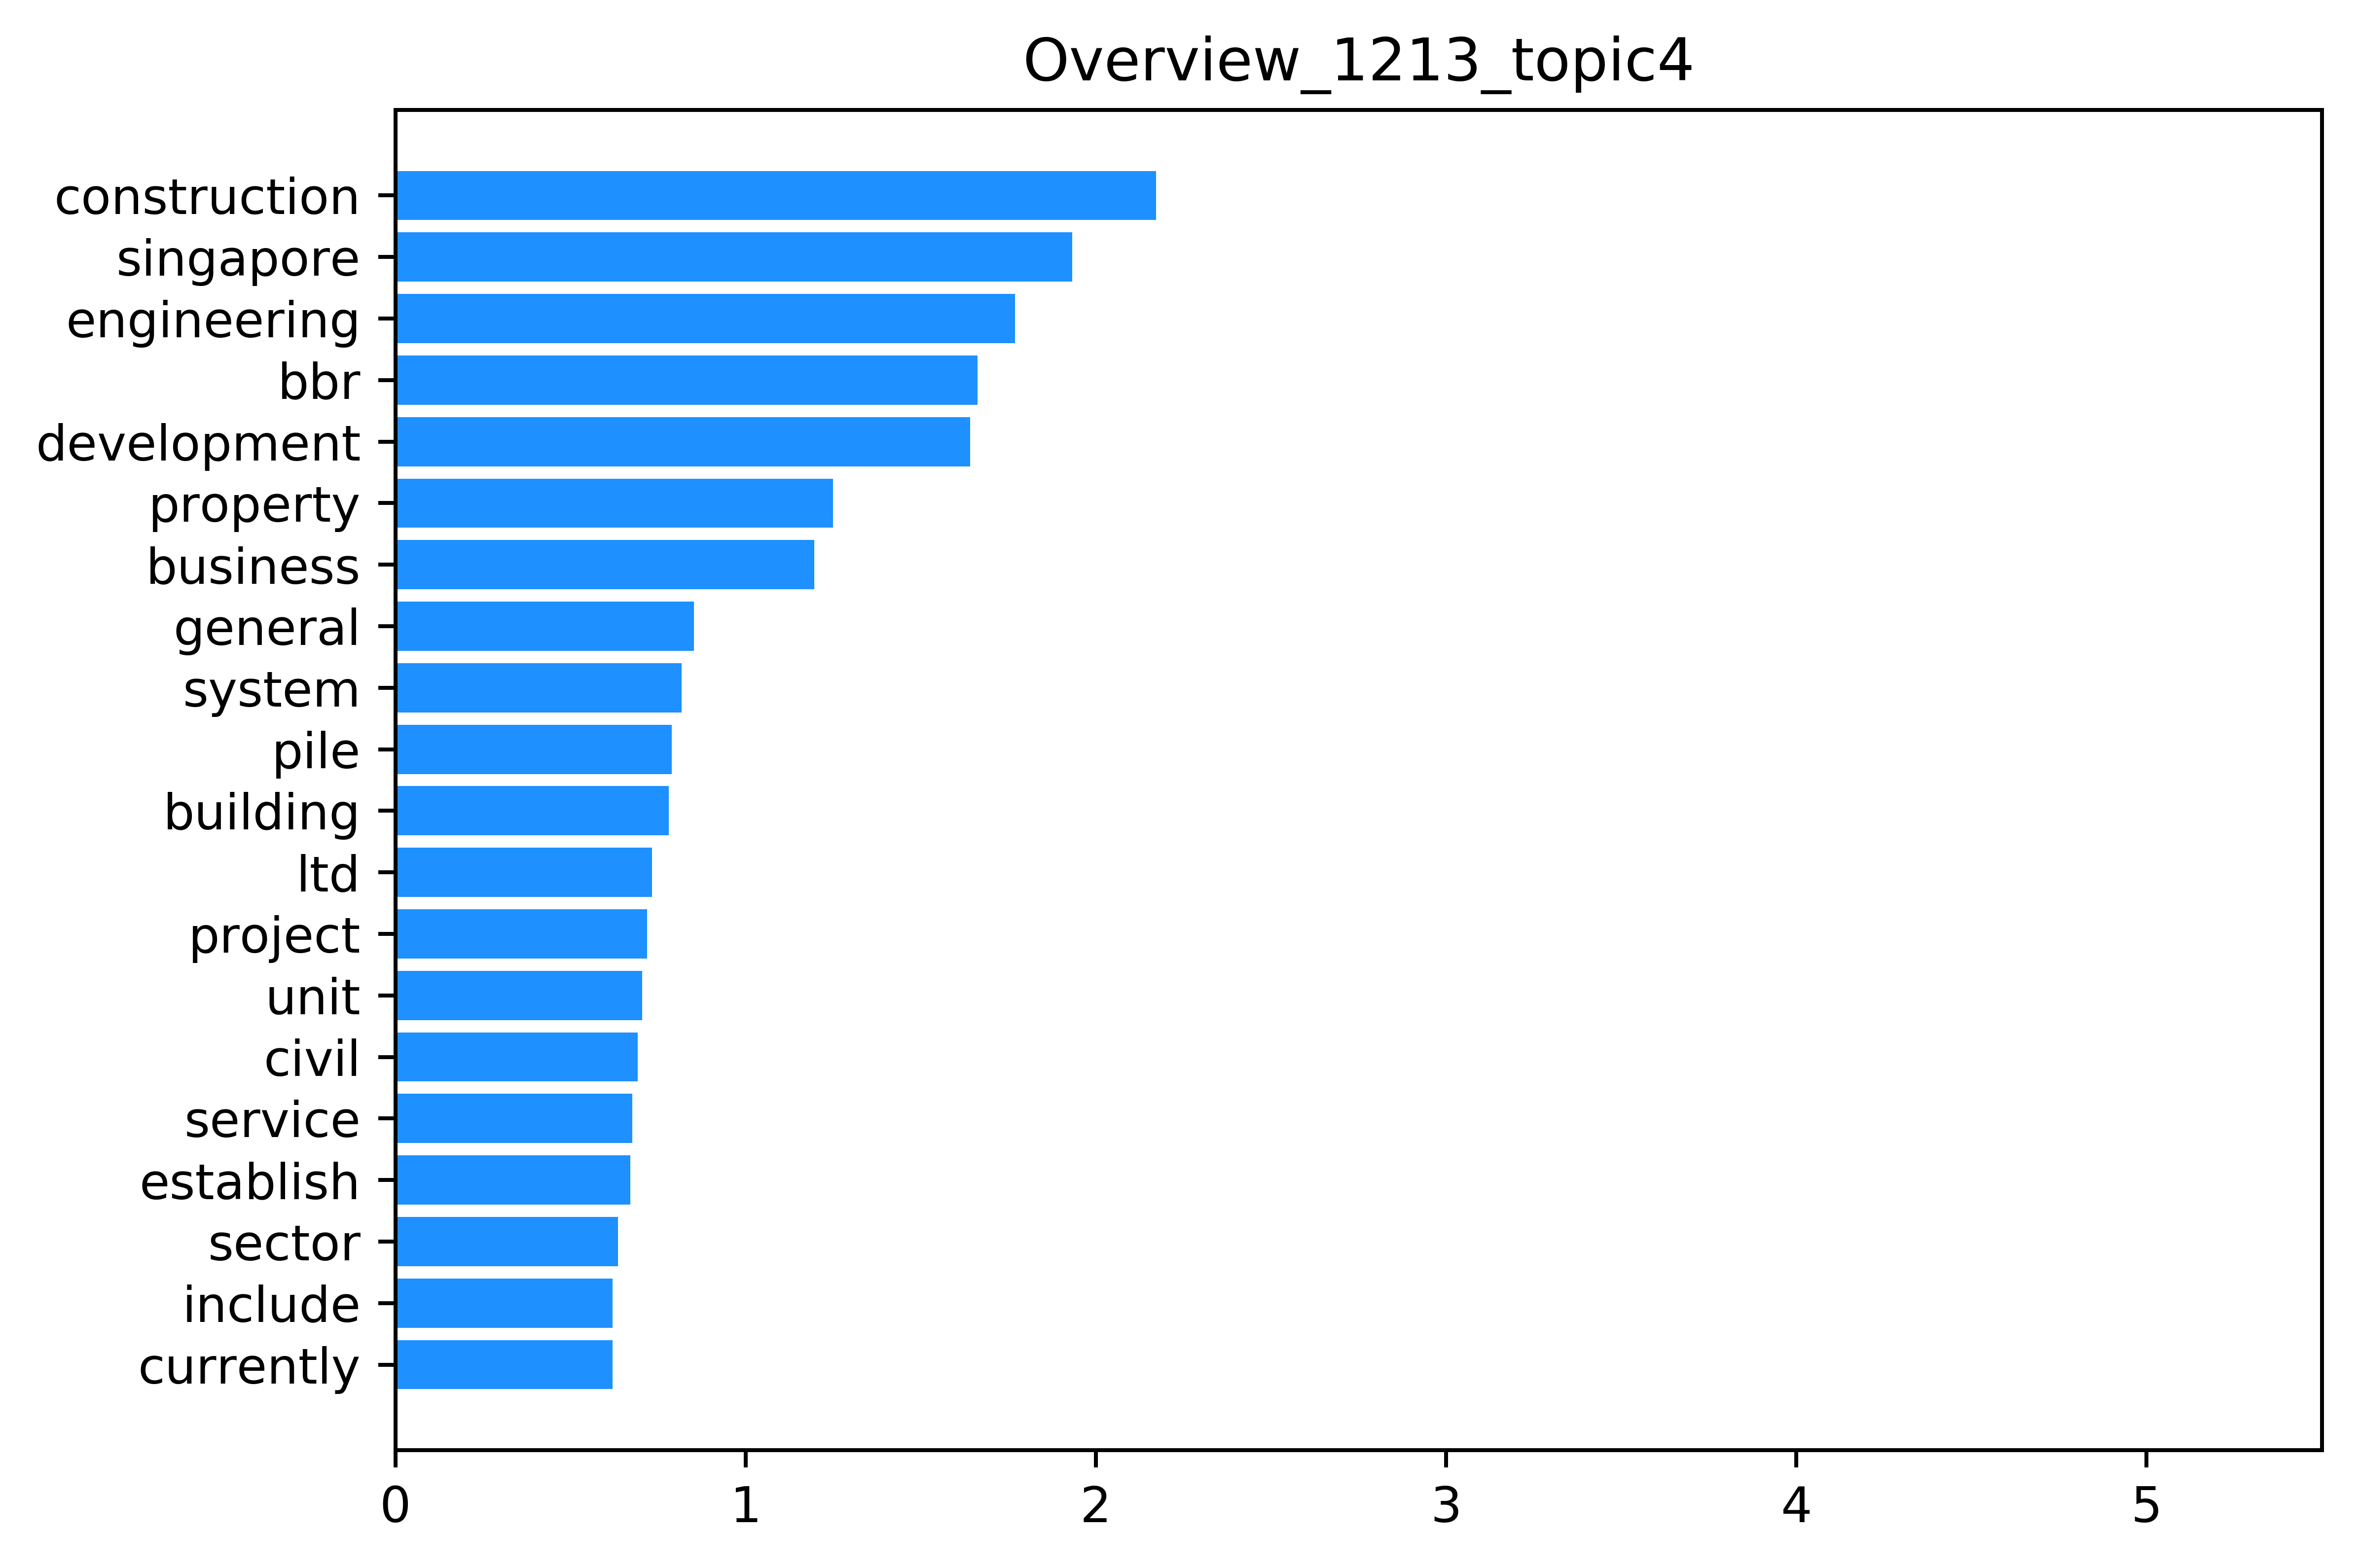 Overview_1213_topic4
construction
singapore
engineering
bbr
development
property
business
general
system
pile
building
ltd
project
unit
civil
service
establish
sector
include
currently
0 1 2 3 4 5